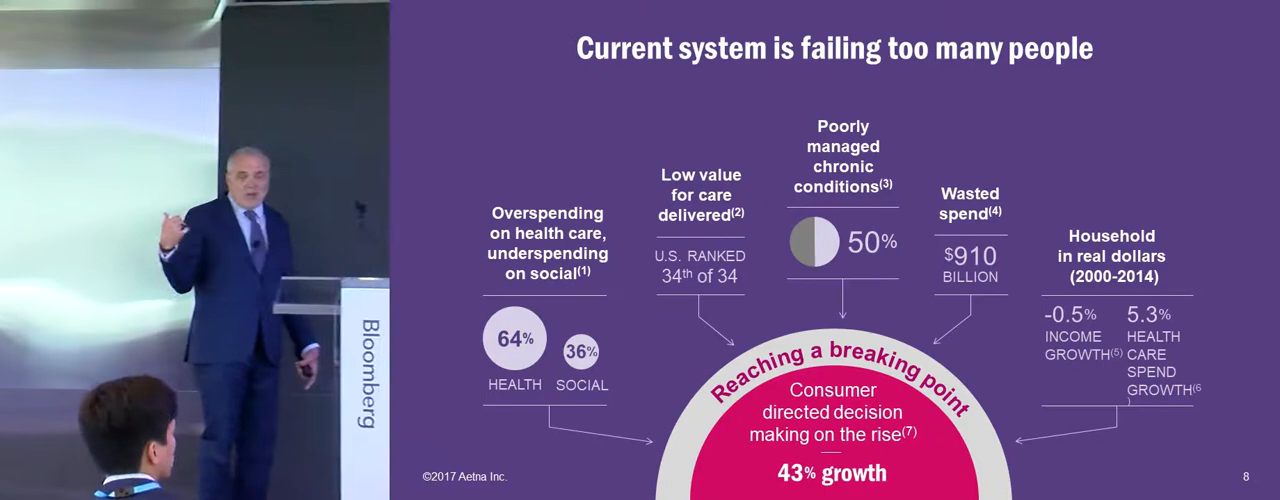 Current system is failing too many people
Overspending
on health care,
underspending
on social(1)
64%
36%
HEALTH
SOCIAL
Low value
for care
delivered(2)
U.S. RANKED
34th of 34
Poorly
managed
chronic
conditions(3)
50%
Wasted
spend(4)
$910
BILLION
Household
in real dollars
(2000-2014)
-0.5%
INCOME
GROWTH(5)
5.3%
HEALTH
CARE
SPEND
GROWTH(6
)
Reaching a breaking point
Consumer
directed decision
making on the rise(7)
43% growth
Bloomberg
©2017 Aetna Inc.
8